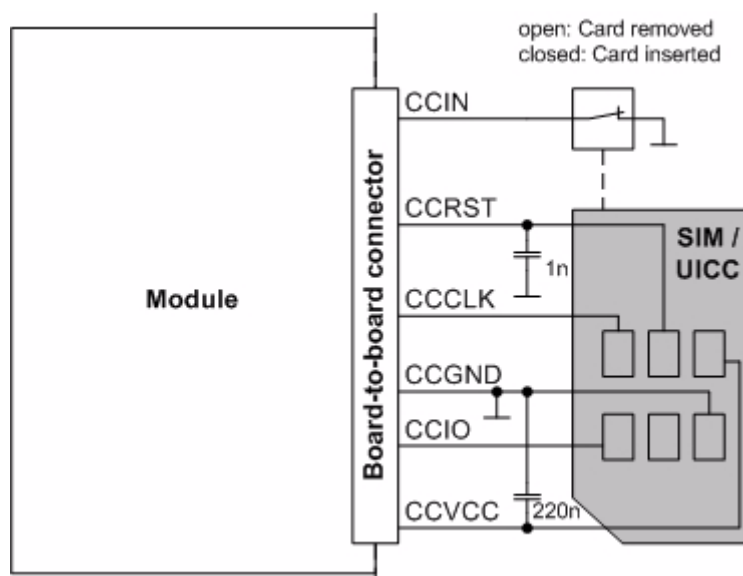 open: Card removed
closed: Card inserted
CCIN
CCRST
SIM /
UICC
1n
Module
Board-to-board connector
CCCLK
CCGND
CCIO
CCVCC
220n